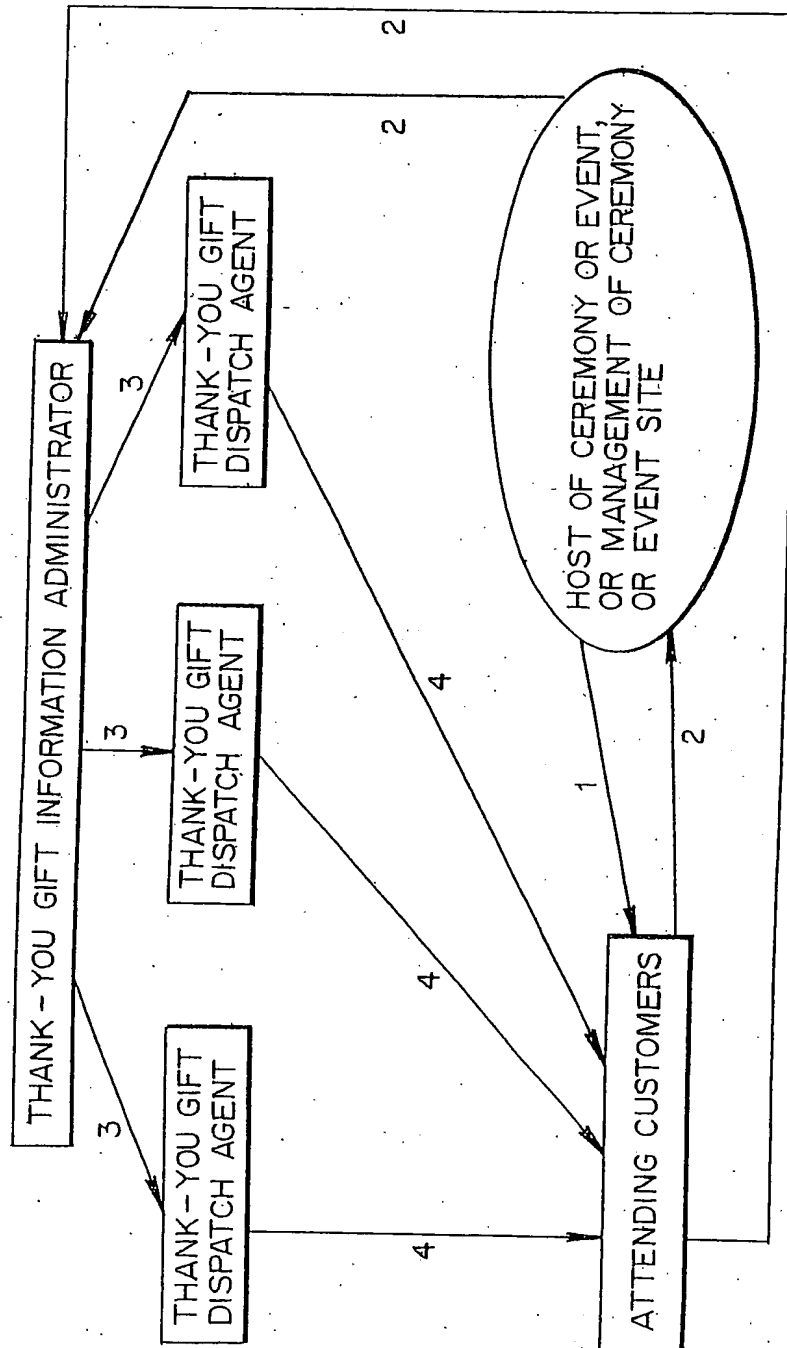 THANK-YOU GIFT INFORMATION ADMINISTRATOR
3
3
3
2
2
THANK-YOU GIFT
DISPATCH AGENT
THANK-YOU GIFT
DISPATCH AGENT
THANK-YOU GIFT
DISPATCH AGENT
4
4
4
1
2
ATTENDING CUSTOMERS
HOST OF CEREMONY OR EVENT,
OR MANAGEMENT OF CEREMONY
OR EVENT SITE